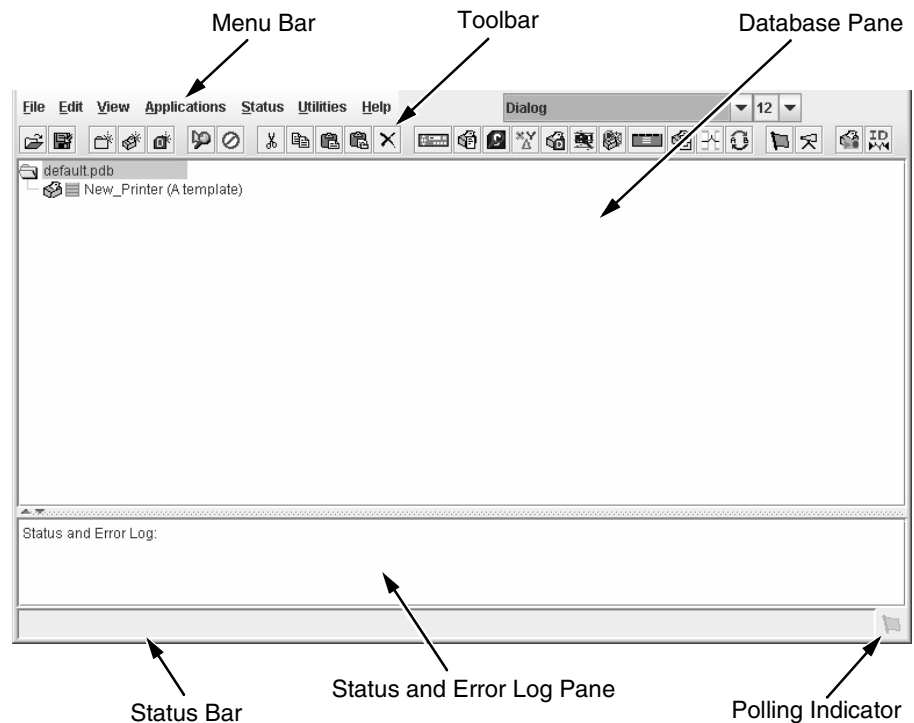 Menu Bar Toolbar Database Pane
File Edit View Applications Status Utilities Help Dialog 12
ID
default.pdb
New_Printer (A template)
Status and Error Log:
Status and Error Log Pane
Status Bar Polling Indicator